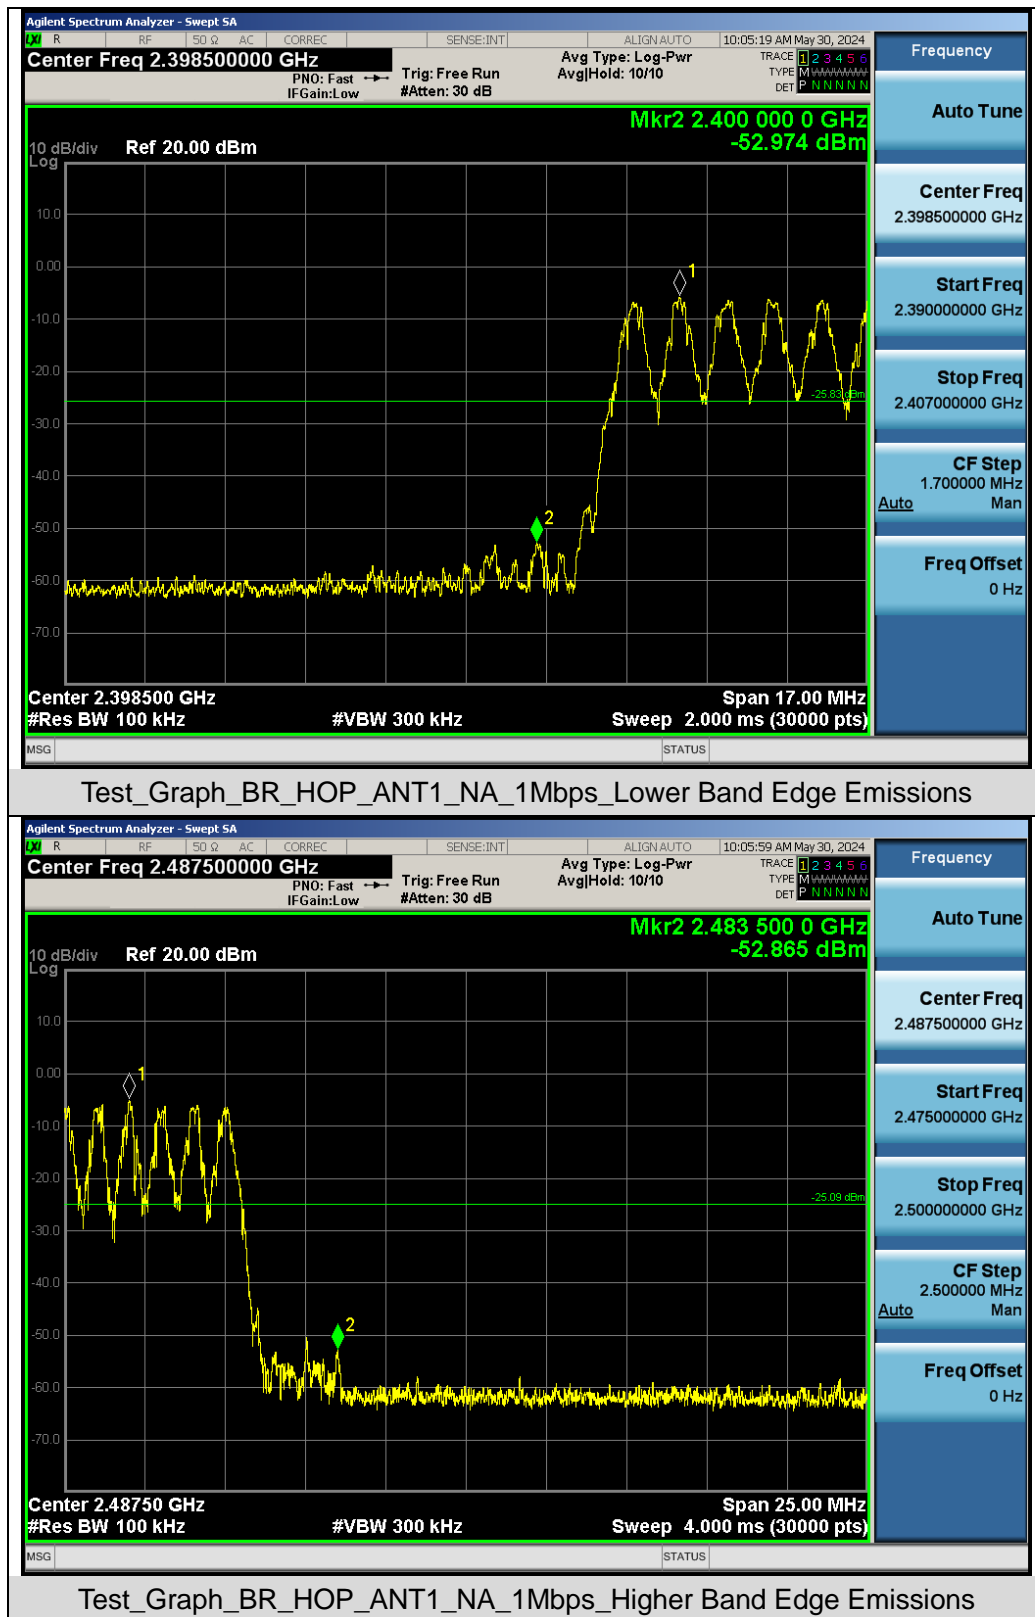 Agilent Spectrum Analyzer - Swept SA
LXI R RF 50 Ω AC CORREC SENSE:INT ALIGN AUTO 10:05:19 AM May 30, 2024
Center Freq 2.398500000 GHz
PNO: Fast
IFGain:Low
Trig: Free Run
#Atten: 30 dB
Avg Type: Log-Pwr
Avg|Hold: 10/10
TRACE 1 2 3 4 5 6
TYPE M
DET P N N N N N
Mkr2 2.400 000 0 GHz
-52.974 dBm
10 dB/div Ref 20.00 dBm
Log
10.0
0.00
-10.0
-20.0
-30.0
-40.0
-50.0
-60.0
-70.0
1
2
-25.83 dBm
Center 2.398500 GHz Span 17.00 MHz
#Res BW 100 kHz #VBW 300 kHz Sweep 2.000 ms (30000 pts)
MSG STATUS
Frequency
Auto Tune
Center Freq
2.398500000 GHz
Start Freq
2.390000000 GHz
Stop Freq
2.407000000 GHz
CF Step
1.700000 MHz
Auto Man
Freq Offset
0 Hz
Test_Graph_BR_HOP_ANT1_NA_1Mbps_Lower Band Edge Emissions
Agilent Spectrum Analyzer - Swept SA
LXI R RF 50 Ω AC CORREC SENSE:INT ALIGN AUTO 10:05:59 AM May 30, 2024
Center Freq 2.487500000 GHz
PNO: Fast
IFGain:Low
Trig: Free Run
#Atten: 30 dB
Avg Type: Log-Pwr
Avg|Hold: 10/10
TRACE 1 2 3 4 5 6
TYPE M
DET P N N N N N
Mkr2 2.483 500 0 GHz
-52.865 dBm
10 dB/div Ref 20.00 dBm
Log
10.0
0.00
-10.0
-20.0
-30.0
-40.0
-50.0
-60.0
-70.0
1
2
-25.09 dBm
Center 2.48750 GHz Span 25.00 MHz
#Res BW 100 kHz #VBW 300 kHz Sweep 4.000 ms (30000 pts)
MSG STATUS
Frequency
Auto Tune
Center Freq
2.487500000 GHz
Start Freq
2.475000000 GHz
Stop Freq
2.500000000 GHz
CF Step
2.500000 MHz
Auto Man
Freq Offset
0 Hz
Test_Graph_BR_HOP_ANT1_NA_1Mbps_Higher Band Edge Emissions